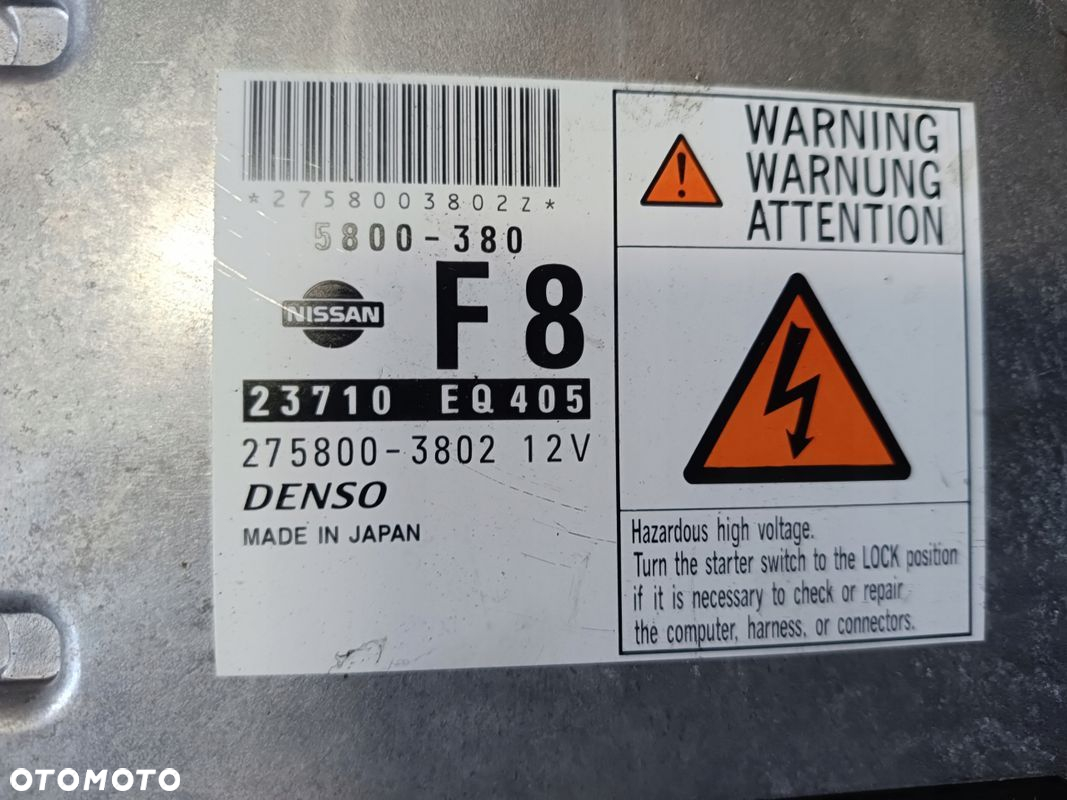 *2758003802Z*
5800-380
NISSAN
F8
23710 EQ405
275800-3802 12V
DENSO
MADE IN JAPAN
WARNING
WARNUNG
ATTENTION
Hazardous high voltage.
Turn the starter switch to the LOCK position
if it is necessary to check or repair
the computer, harness, or connectors.
OTOMOTO